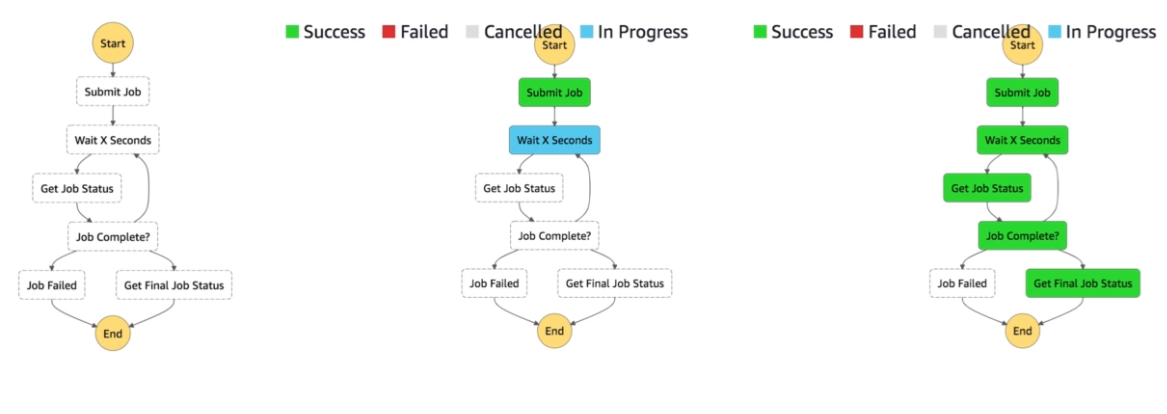 Start
Submit Job
Wait X Seconds
Get Job Status
Job Complete?
Job Failed
Get Final Job Status
End
Success Failed Cancelled In Progress
Start
Submit Job
Wait X Seconds
Get Job Status
Job Complete?
Job Failed
Get Final Job Status
End
Success Failed Cancelled In Progress
Start
Submit Job
Wait X Seconds
Get Job Status
Job Complete?
Job Failed
Get Final Job Status
End